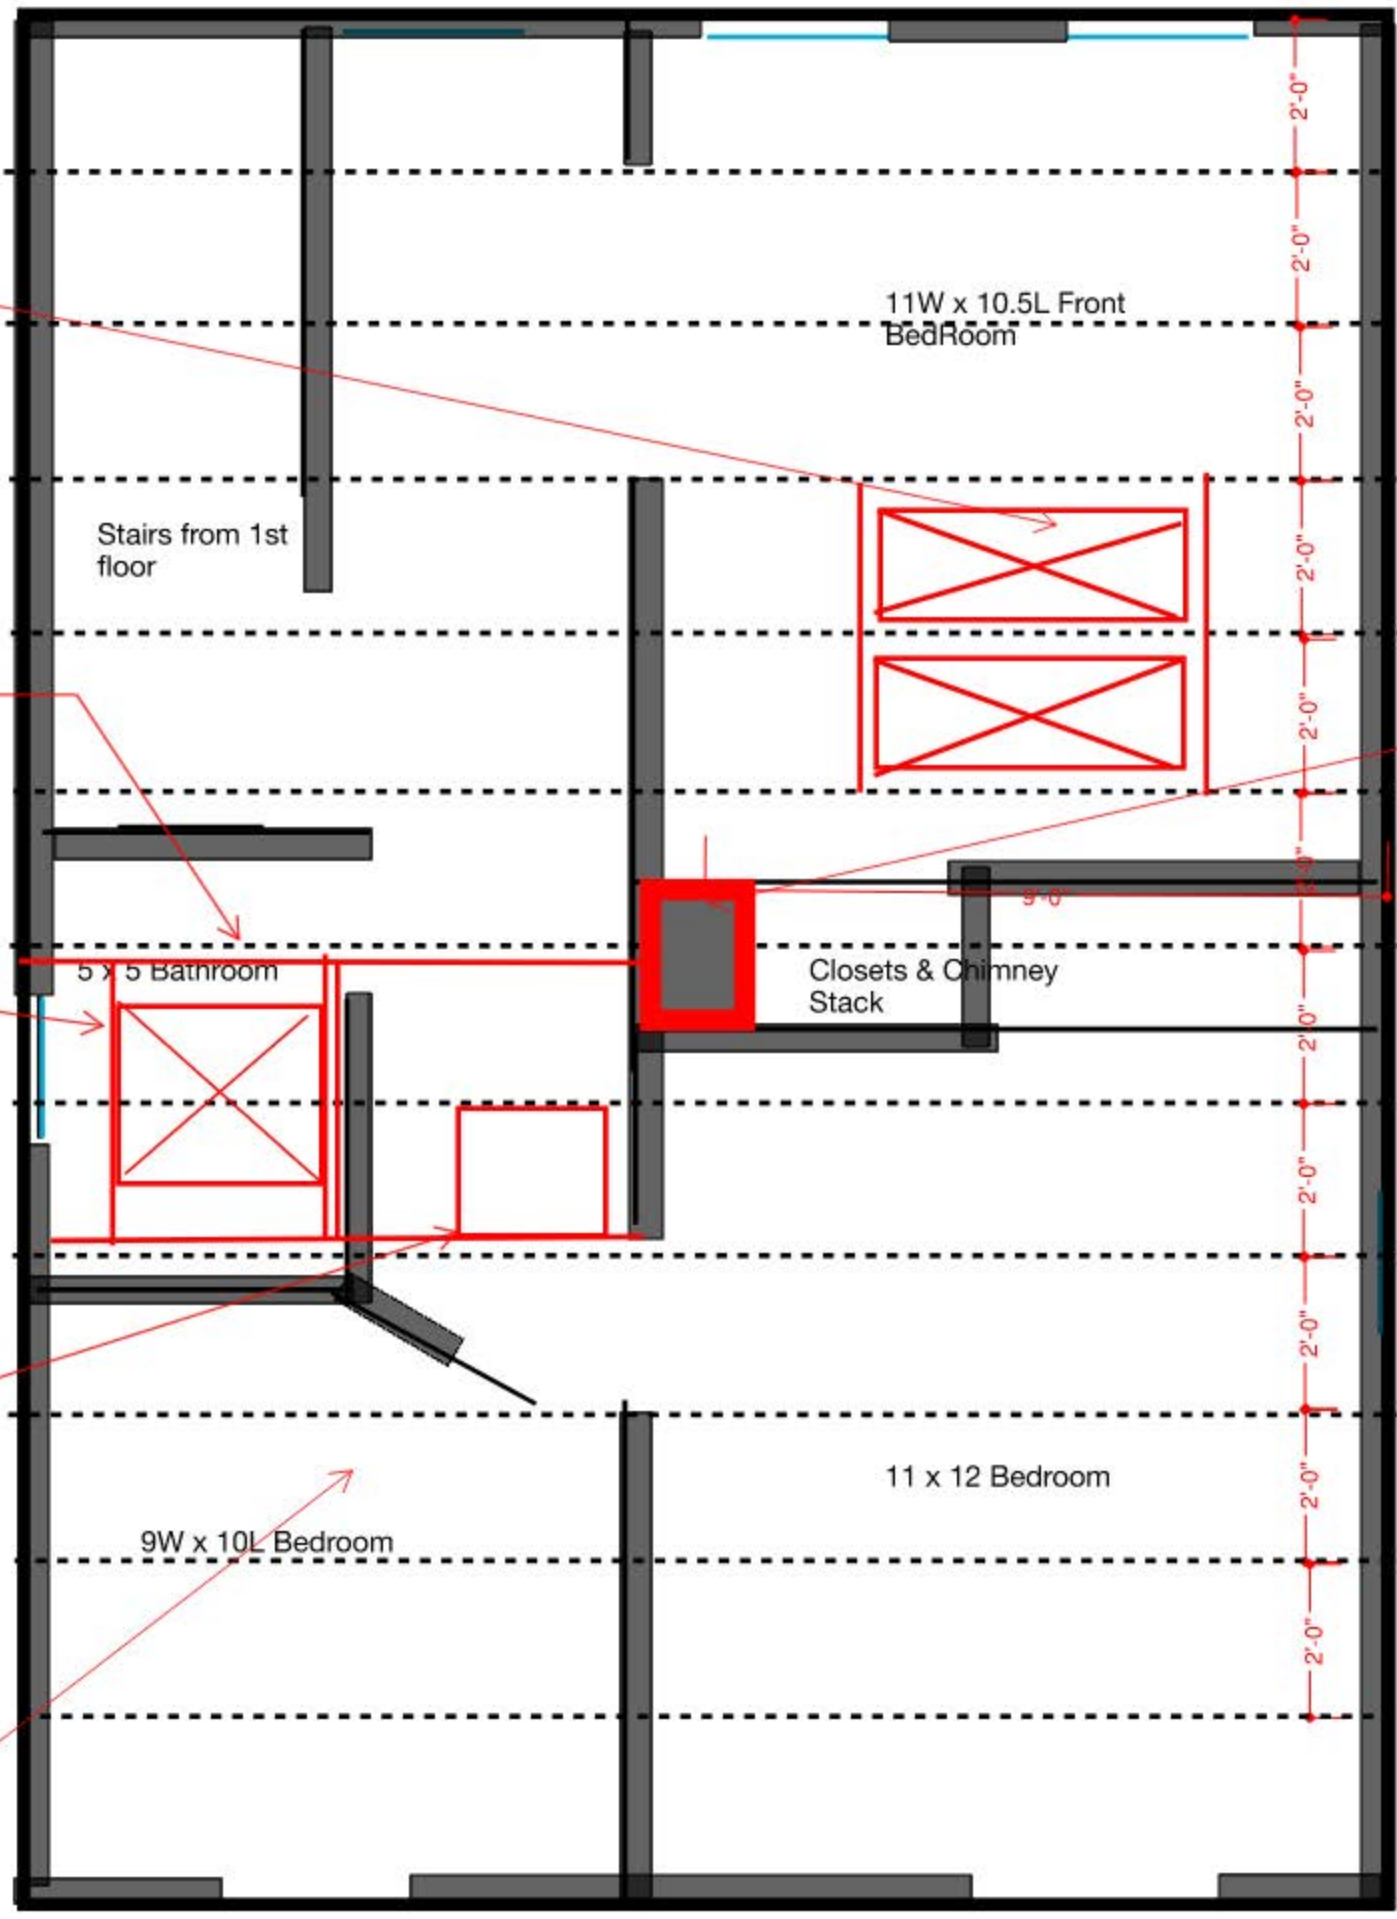 2'-0"
2'-0"
11W x 10.5L Front
BedRoom
2'-0"
Stairs from 1st
floor
2'-0"
2'-0"
2'-0"
9'-0"
5 x 5 Bathroom
Closets & Chimney
Stack
2'-0"
2'-0"
2'-0"
11 x 12 Bedroom
2'-0"
9W x 10L Bedroom
2'-0"